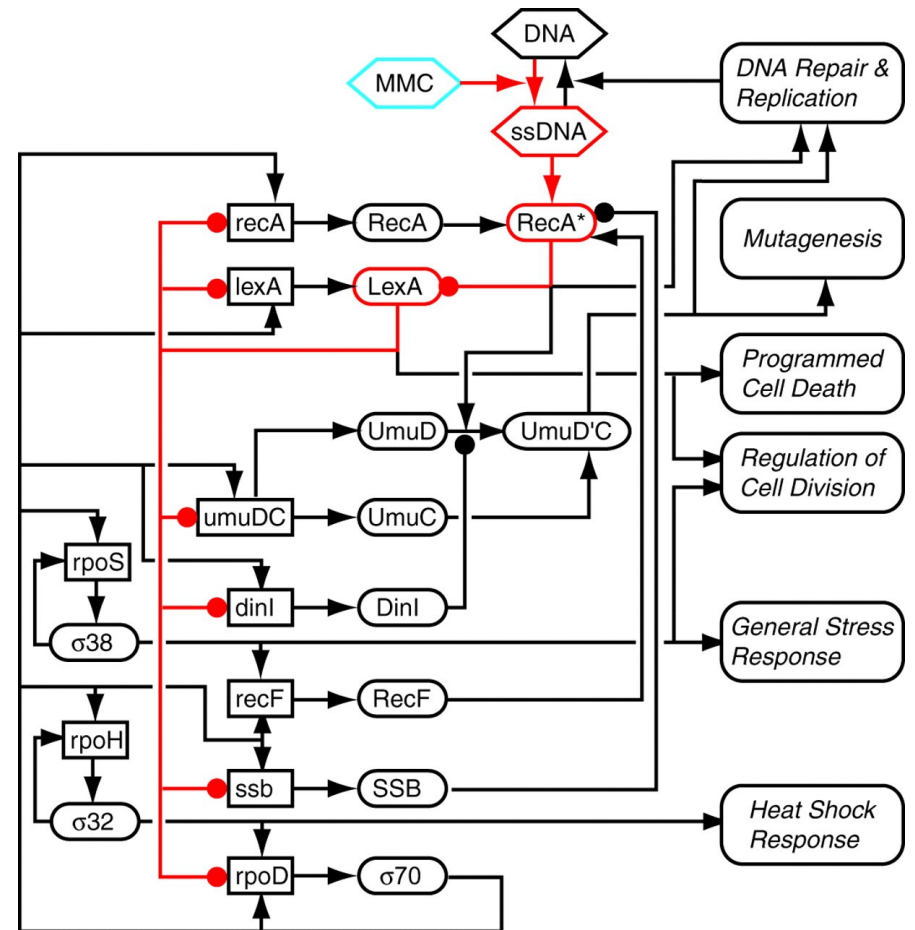 DNA
MMC
DNA Repair &
Replication
ssDNA
recA
RecA
RecA*
Mutagenesis
lexA
LexA
Programmed
Cell Death
UmuD
UmuD'C
Regulation of
Cell Division
umuDC
UmuC
rpoS
dinI
DinI
σ38
General Stress
Response
recF
RecF
rpoH
ssb
SSB
σ32
Heat Shock
Response
rpoD
σ70